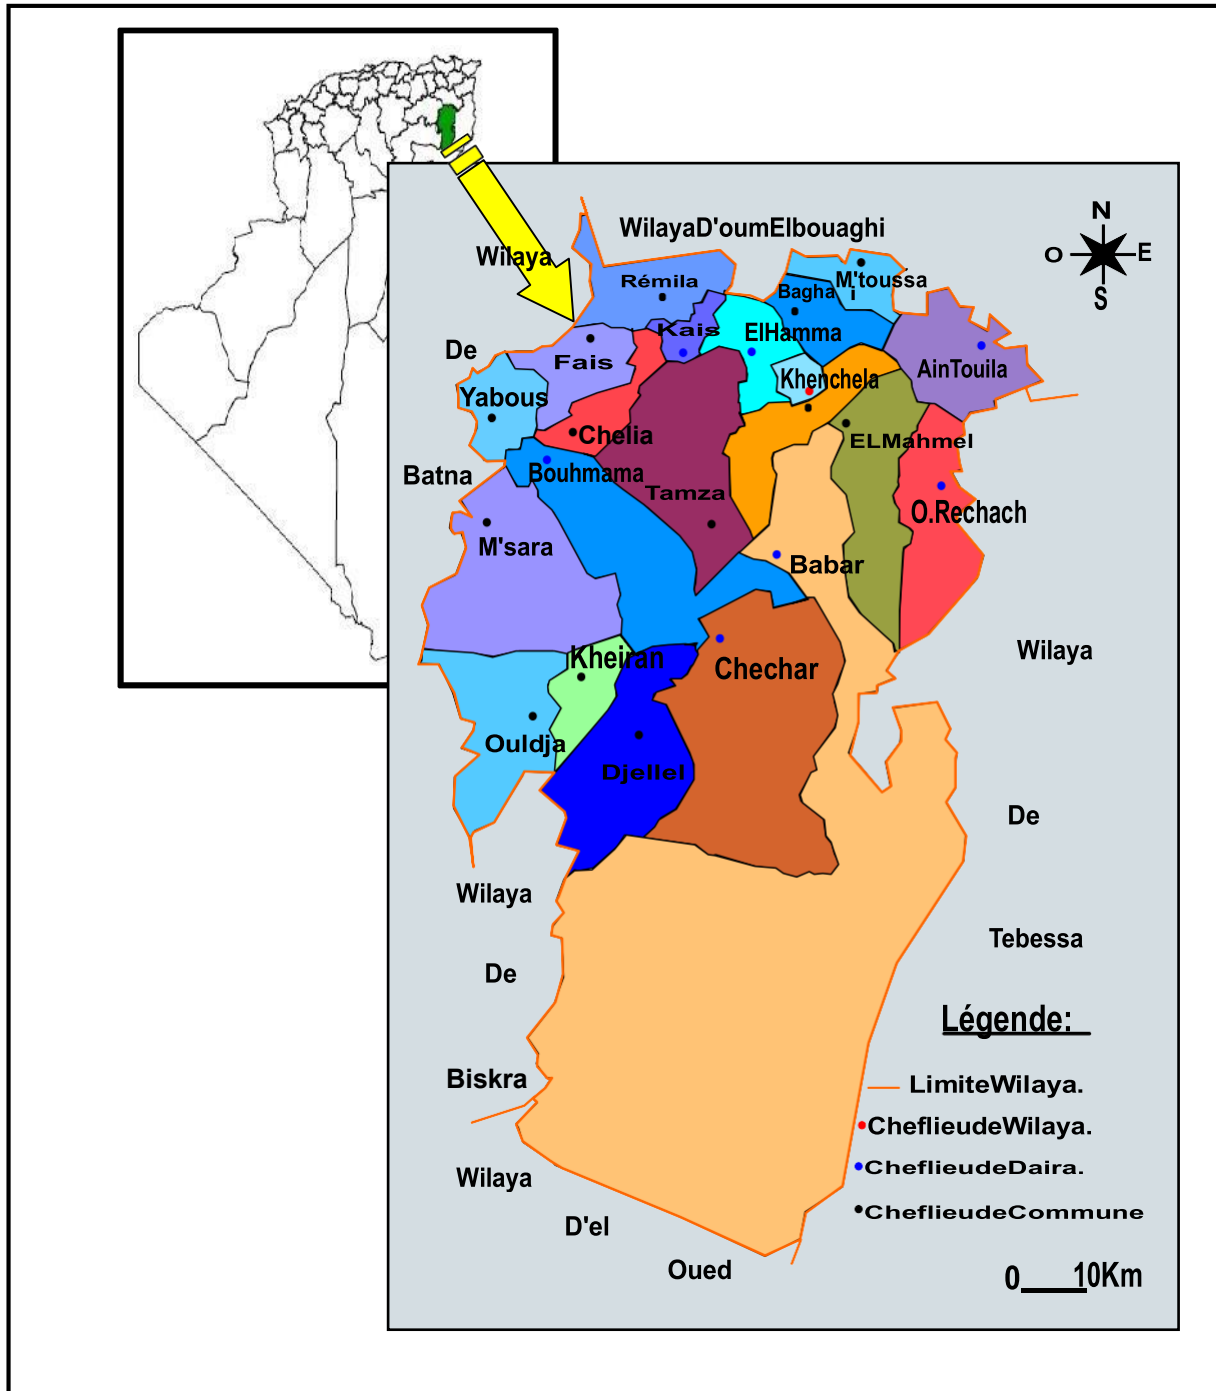 N
WilayaD'oumElbouaghi
Wilaya
O
E
M'toussa
Rémila
Bagha
i
S
Kais
ElHamma
De
Fais
AinTouila
Khenchela
Yabous
Chelia
ELMahmel
Batna
Bouhmama
Tamza
O.Rechach
M'sara
Babar
Wilaya
Kheiran
Chechar
Ouldja
Djellel
De
Wilaya
Tebessa
De
Légende:
Biskra
LimiteWilaya.
CheflieudeWilaya.
CheflieudeDaira.
Wilaya
CheflieudeCommune
D'el
Oued
0
10Km